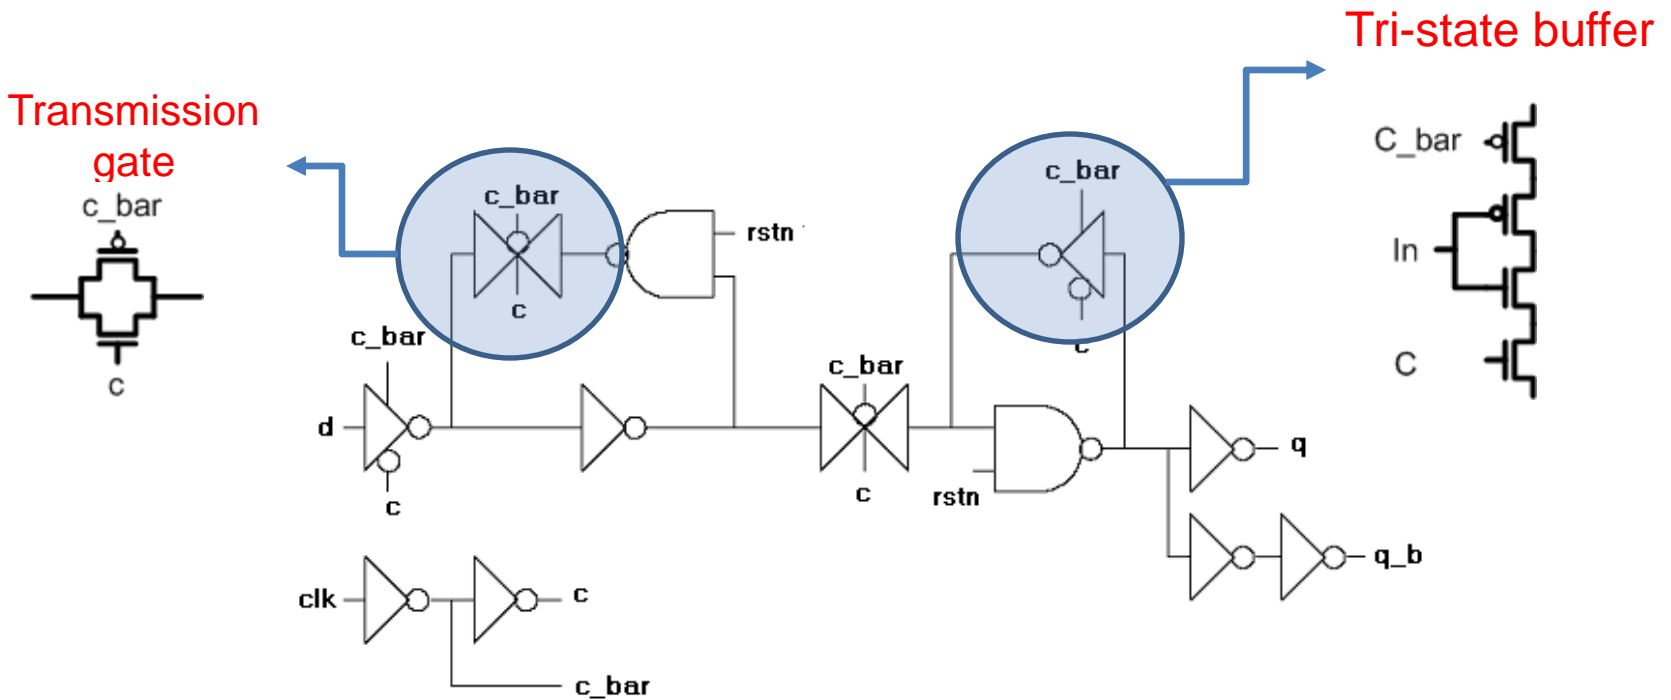 Tri-state buffer
Transmission
gate
c_bar
c
C_bar
In
C
c_bar
c
rstn
c_bar
c
c_bar
d
c
c_bar
c
rstn
q
q_b
clk
c
c_bar